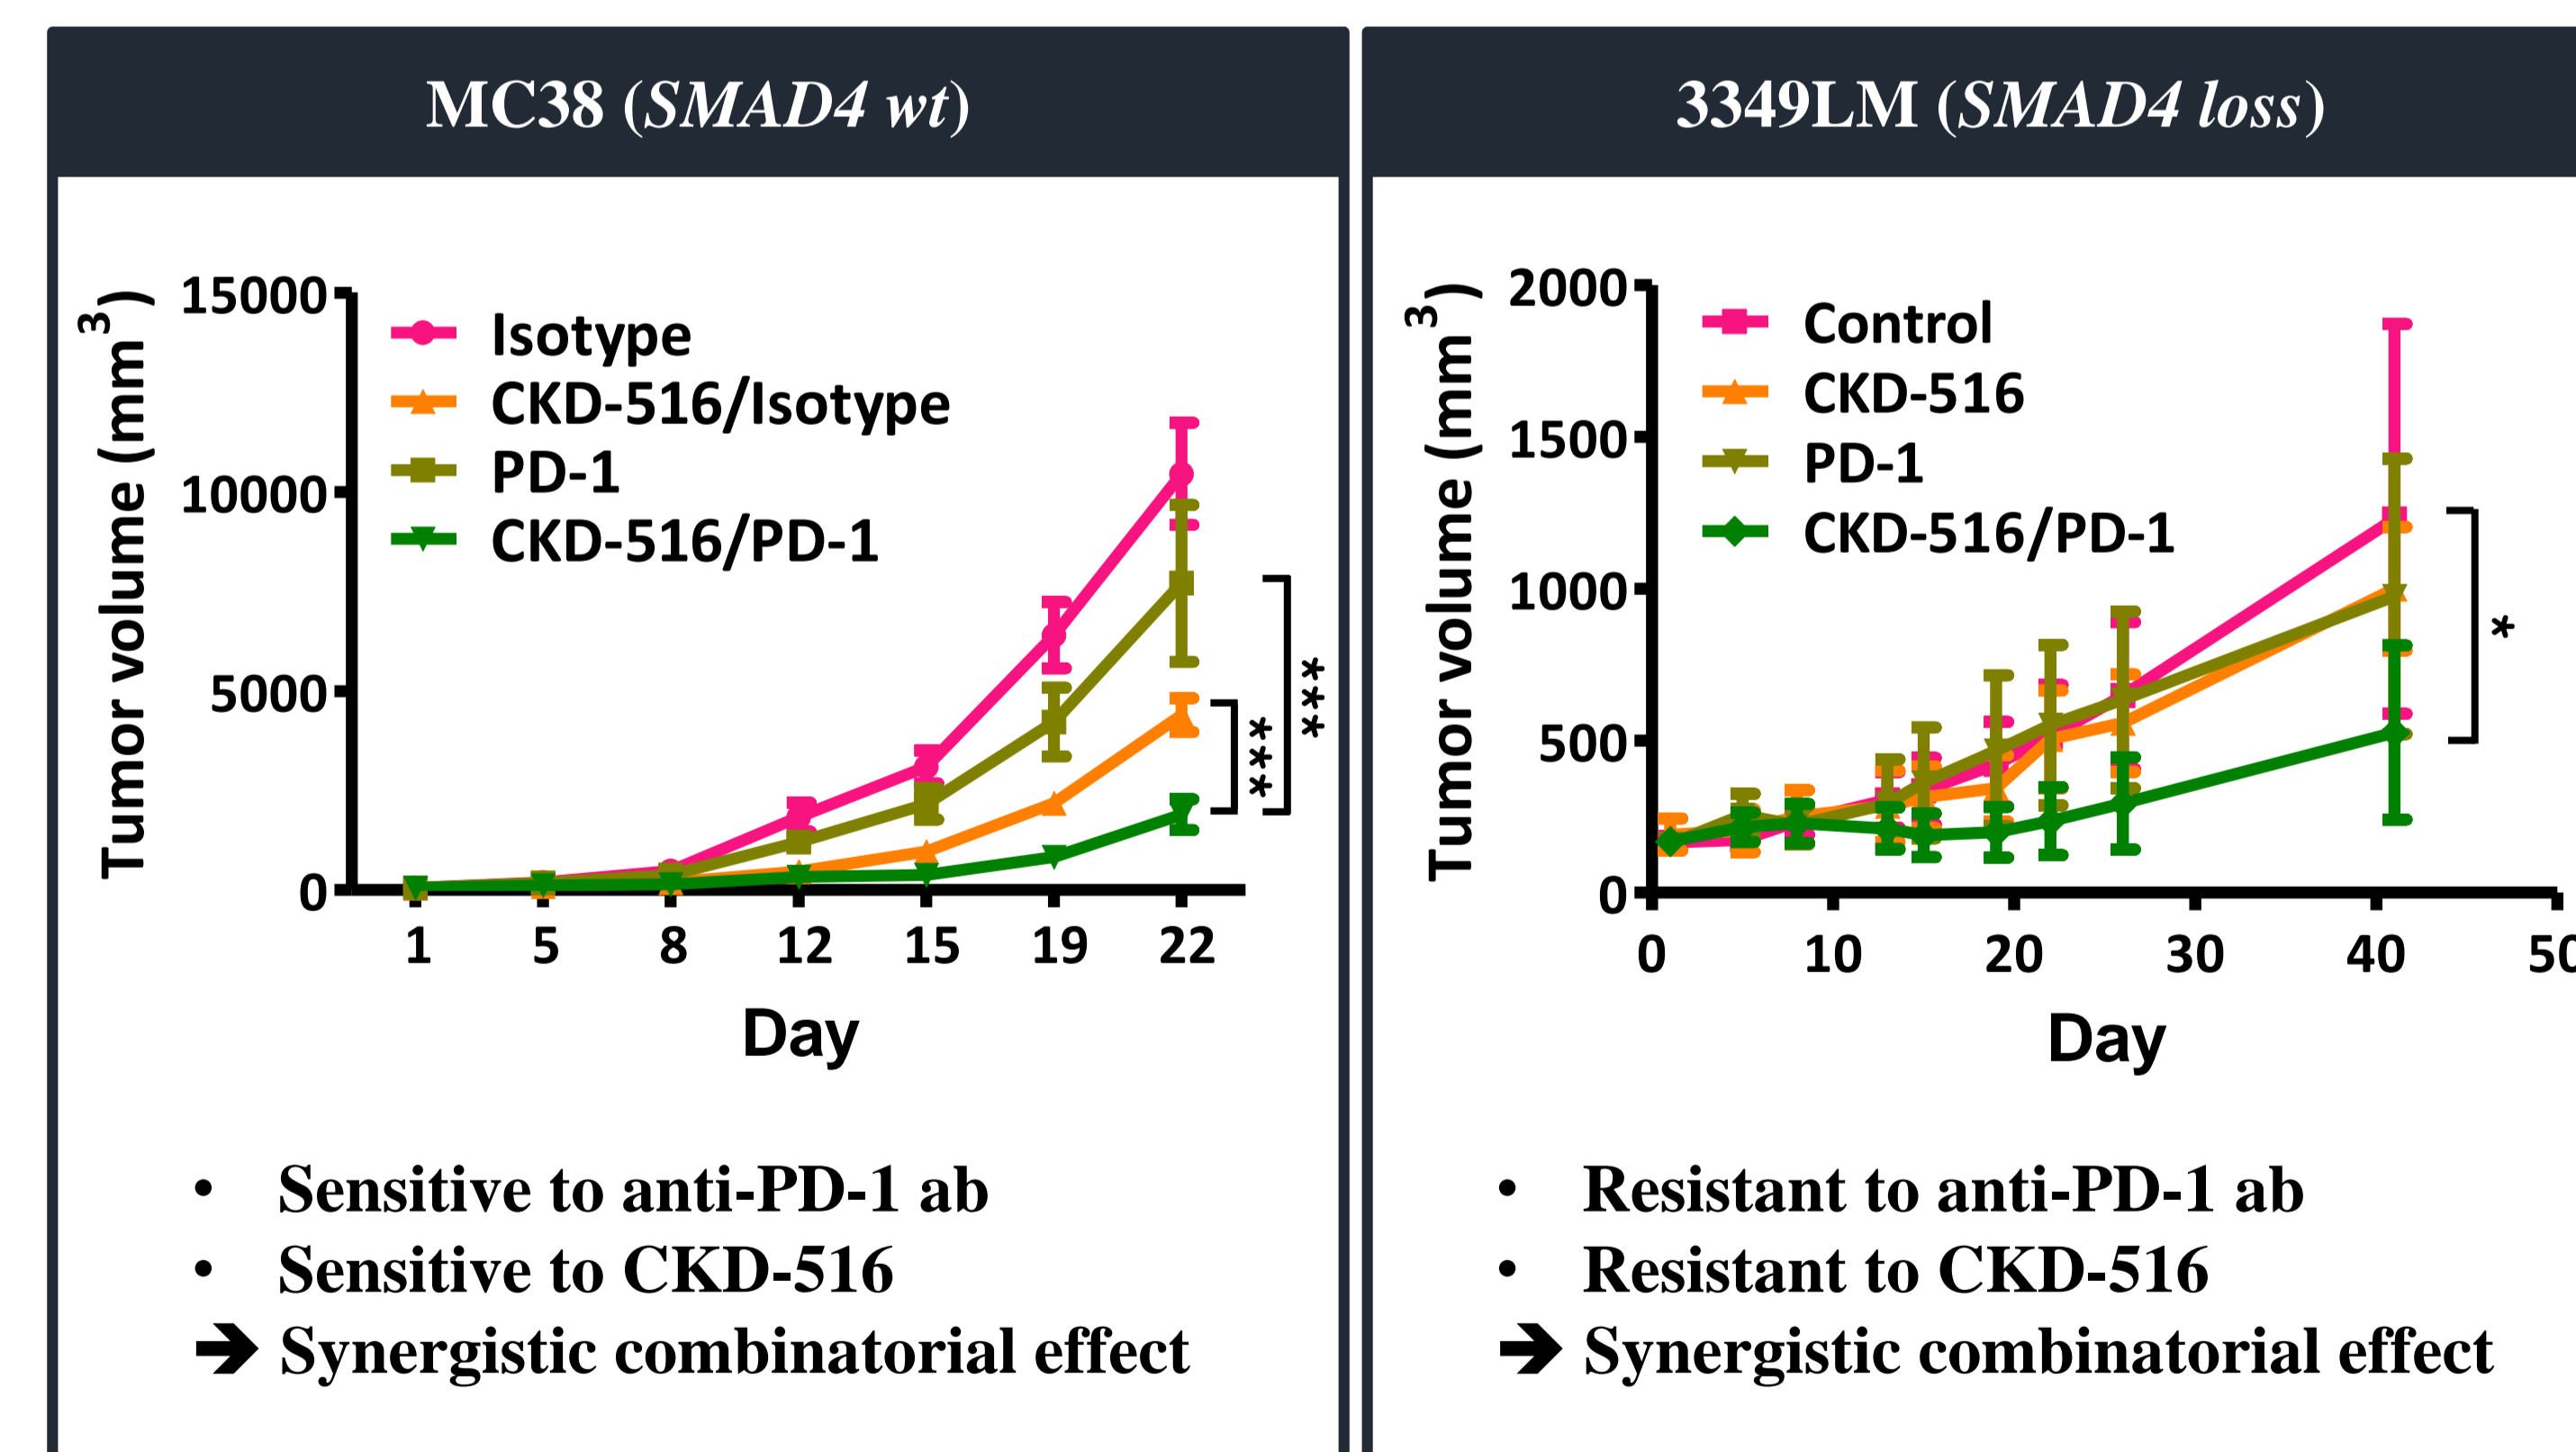 MC38 (SMAD4 wt)
Tumor volume (mm³)
15000
10000
5000
0
Isotype
CKD-516/Isotype
PD-1
CKD-516/PD-1
***
***
1 5 8 12 15 19 22
Day
• Sensitive to anti-PD-1 ab
• Sensitive to CKD-516
➔ Synergistic combinatorial effect
3349LM (SMAD4 loss)
Tumor volume (mm³)
2000
1500
1000
500
0
Control
CKD-516
PD-1
CKD-516/PD-1
*
0 10 20 30 40 50
Day
• Resistant to anti-PD-1 ab
• Resistant to CKD-516
➔ Synergistic combinatorial effect